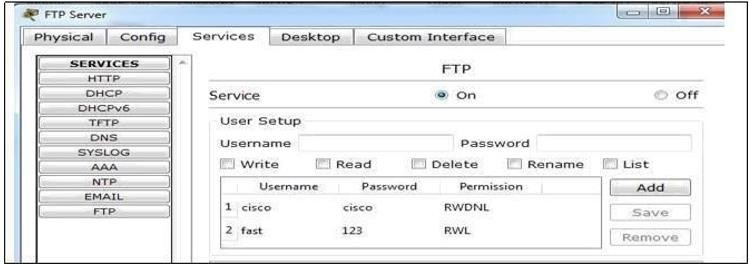 FTP Server
Physical Config Services Desktop Custom Interface
SERVICES
HTTP
DHCP
DHCPv6
TFTP
DNS
SYSLOG
AAA
NTP
EMAIL
FTP
FTP
Service On Off
User Setup
Username Password
Write Read Delete Rename List
Username Password Permission
1 cisco cisco RWDNL
2 fast 123 RWL
Add
Save
Remove